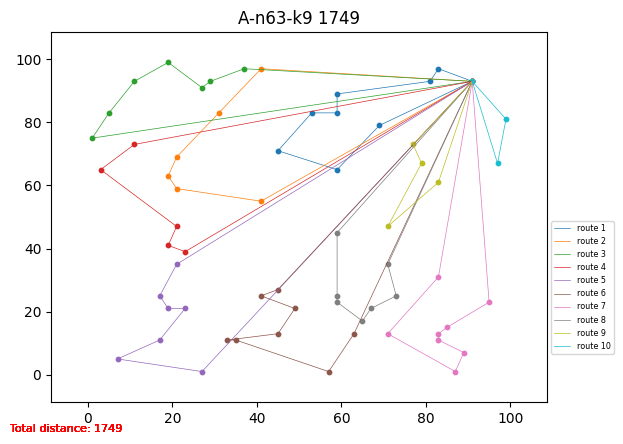 A-n63-k9 1749
100
80
60
40
20
0
0 20 40 60 80 100
route 1
route 2
route 3
route 4
route 5
route 6
route 7
route 8
route 9
route 10
Total distance: 1749